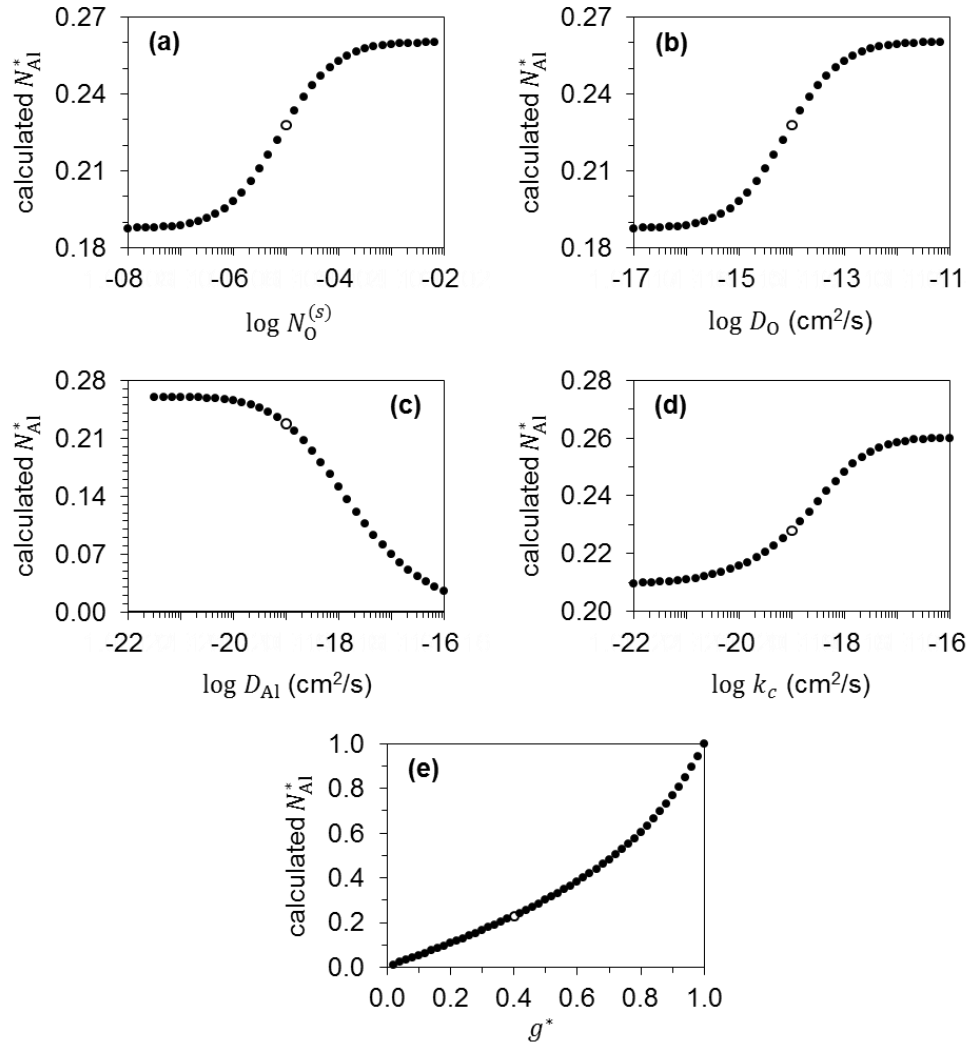 (a)
calculated N*Al
0.27
0.24
0.21
0.18
-08 -06 -04 -02
log N_O^(s)
(b)
calculated N*Al
0.27
0.24
0.21
0.18
-17 -15 -13 -11
log D_O (cm²/s)
(c)
calculated N*Al
0.28
0.21
0.14
0.07
0.00
-22 -20 -18 -16
log D_Al (cm²/s)
(d)
calculated N*Al
0.28
0.26
0.24
0.22
0.20
-22 -20 -18 -16
log k_c (cm²/s)
(e)
calculated N*Al
1.0
0.8
0.6
0.4
0.2
0.0
0.0 0.2 0.4 0.6 0.8 1.0
g*